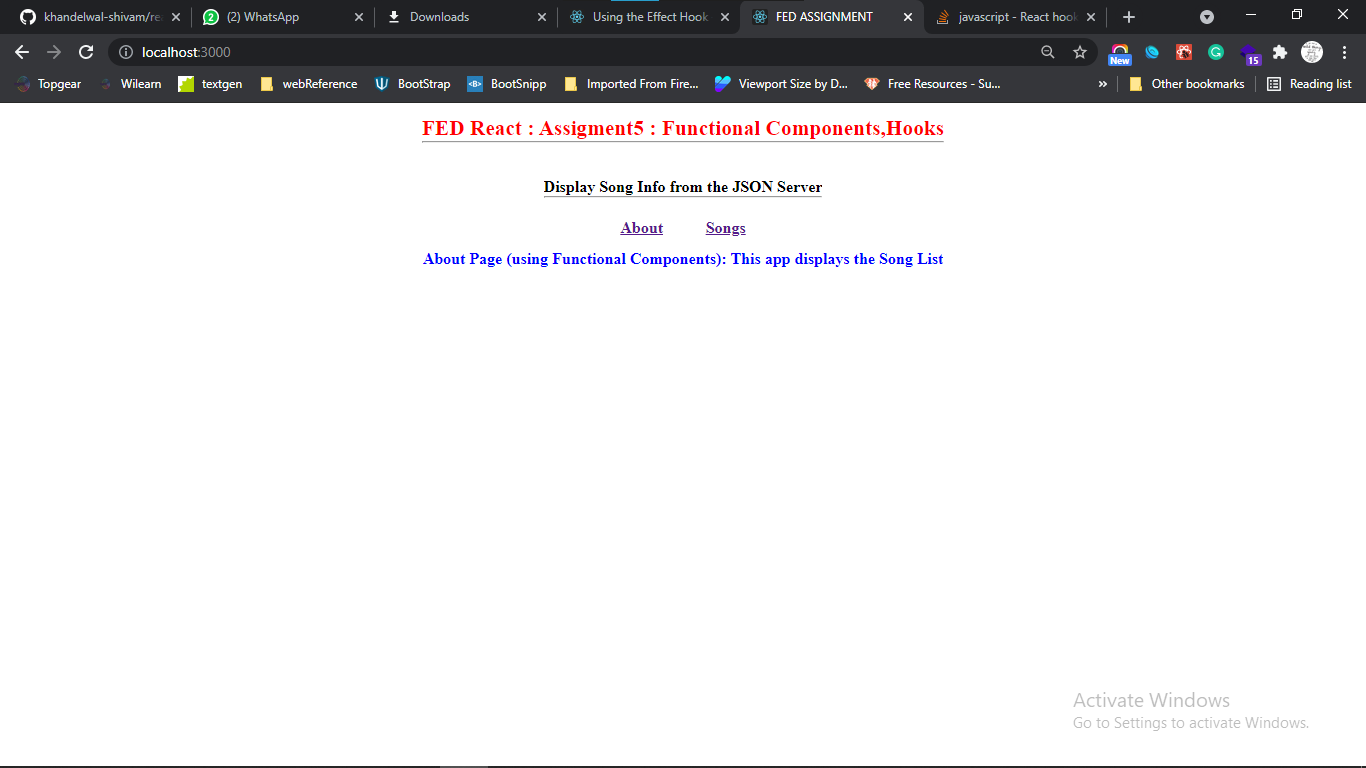 khandelwal-shivam/rea
(2) WhatsApp
Downloads
Using the Effect Hook
FED ASSIGNMENT
javascript - React hook
localhost:3000
New
15
Topgear
Wilearn
textgen
webReference
BootStrap
BootSnipp
Imported From Fire...
Viewport Size by D...
Free Resources - Su...
»
Other bookmarks
Reading list
FED React : Assigment5 : Functional Components,Hooks
Display Song Info from the JSON Server
About Songs
About Page (using Functional Components): This app displays the Song List
Activate Windows
Go to Settings to activate Windows.